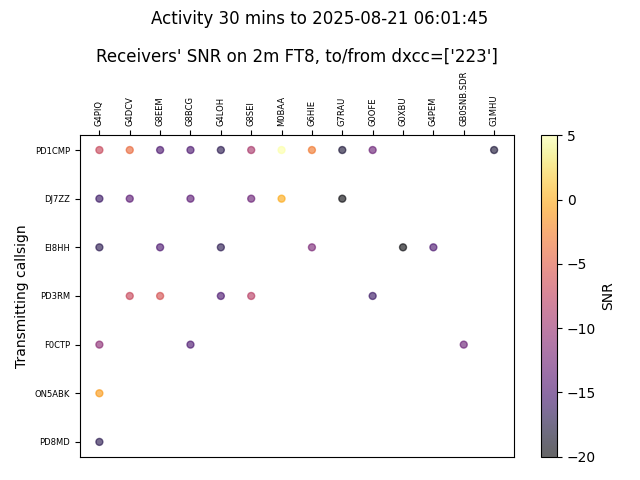 Activity 30 mins to 2025-08-21 06:01:45
Receivers' SNR on 2m FT8, to/from dxcc=['223']
G4PIQ
G4DCV
G8EEM
G8BCG
G4LOH
G8SEI
M0BAA
G6HIE
G7RAU
G0OFE
G0XBU
G4PEM
GB0SNB.SDR
G1MHU
PD1CMP
DJ7ZZ
EI8HH
PD3RM
F0CTP
ON5ABK
PD8MD
Transmitting callsign
5
0
−5
−10
−15
−20
SNR